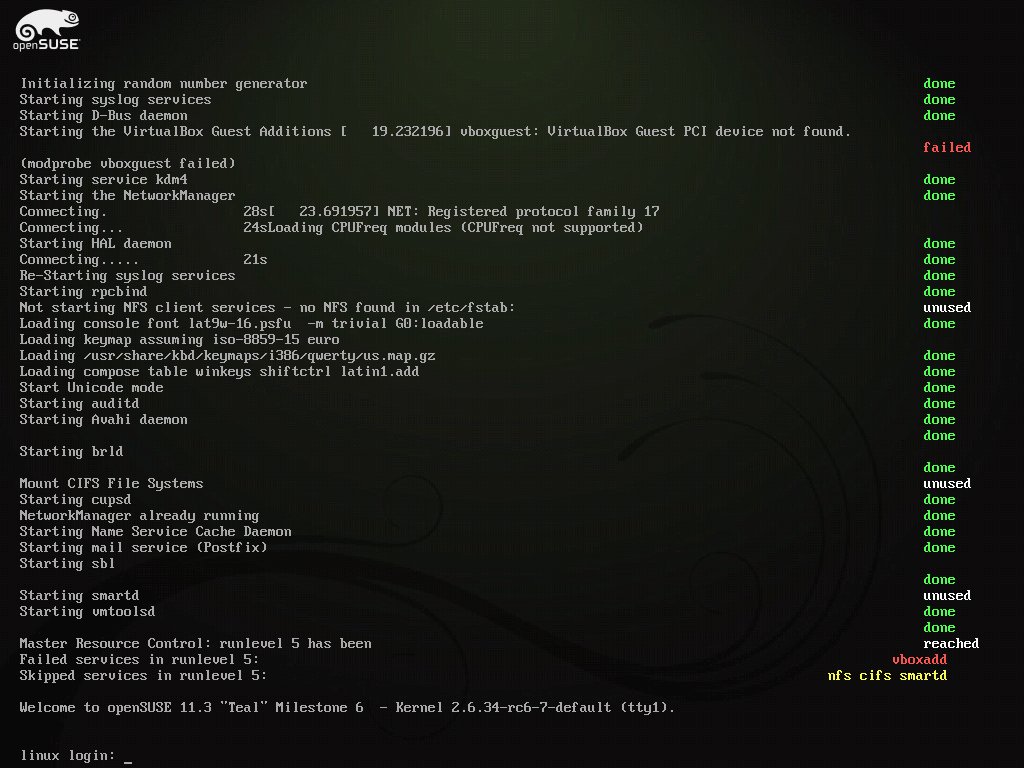 openSUSE
Initializing random number generator done
Starting syslog services done
Starting D-Bus daemon done
Starting the VirtualBox Guest Additions [   19.232196] vboxguest: VirtualBox Guest PCI device not found.
failed
(modprobe vboxguest failed)
Starting service kdm4 done
Starting the NetworkManager done
Connecting. 28s[   23.691957] NET: Registered protocol family 17
Connecting... 24sLoading CPUFreq modules (CPUFreq not supported)
Starting HAL daemon done
Connecting..... 21s done
Re-Starting syslog services done
Starting rpcbind done
Not starting NFS client services - no NFS found in /etc/fstab: unused
Loading console font lat9w-16.psfu  -m trivial G0:loadable done
Loading keymap assuming iso-8859-15 euro
Loading /usr/share/kbd/keymaps/i386/qwerty/us.map.gz done
Loading compose table winkeys shiftctrl latin1.add done
Start Unicode mode done
Starting auditd done
Starting Avahi daemon done
done
Starting brld
done
Mount CIFS File Systems unused
Starting cupsd done
NetworkManager already running done
Starting Name Service Cache Daemon done
Starting mail service (Postfix) done
Starting sbl
done
Starting smartd unused
Starting vmtoolsd done
done
Master Resource Control: runlevel 5 has been reached
Failed services in runlevel 5: vboxadd
Skipped services in runlevel 5: nfs cifs smartd
Welcome to openSUSE 11.3 "Teal" Milestone 6  - Kernel 2.6.34-rc6-7-default (tty1).
linux login: _